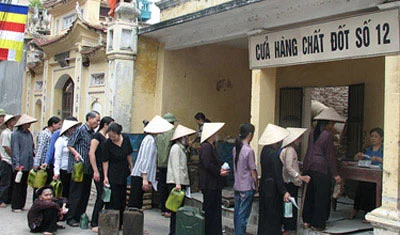 CỬA HÀNG CHẤT ĐỐT SỐ 12